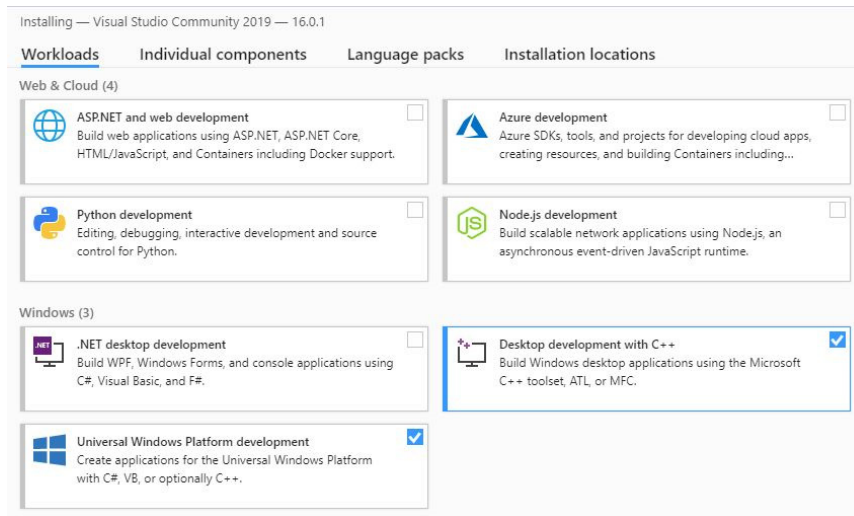 Installing — Visual Studio Community 2019 — 16.0.1
Workloads Individual components Language packs Installation locations
Web & Cloud (4)
ASP.NET and web development
Build web applications using ASP.NET, ASP.NET Core,
HTML/JavaScript, and Containers including Docker support.
Azure development
Azure SDKs, tools, and projects for developing cloud apps,
creating resources, and building Containers including...
Python development
Editing, debugging, interactive development and source
control for Python.
JS
Node.js development
Build scalable network applications using Node.js, an
asynchronous event-driven JavaScript runtime.
Windows (3)
.NET
.NET desktop development
Build WPF, Windows Forms, and console applications using
C#, Visual Basic, and F#.
Desktop development with C++
Build Windows desktop applications using the Microsoft
C++ toolset, ATL, or MFC.
Universal Windows Platform development
Create applications for the Universal Windows Platform
with C#, VB, or optionally C++.